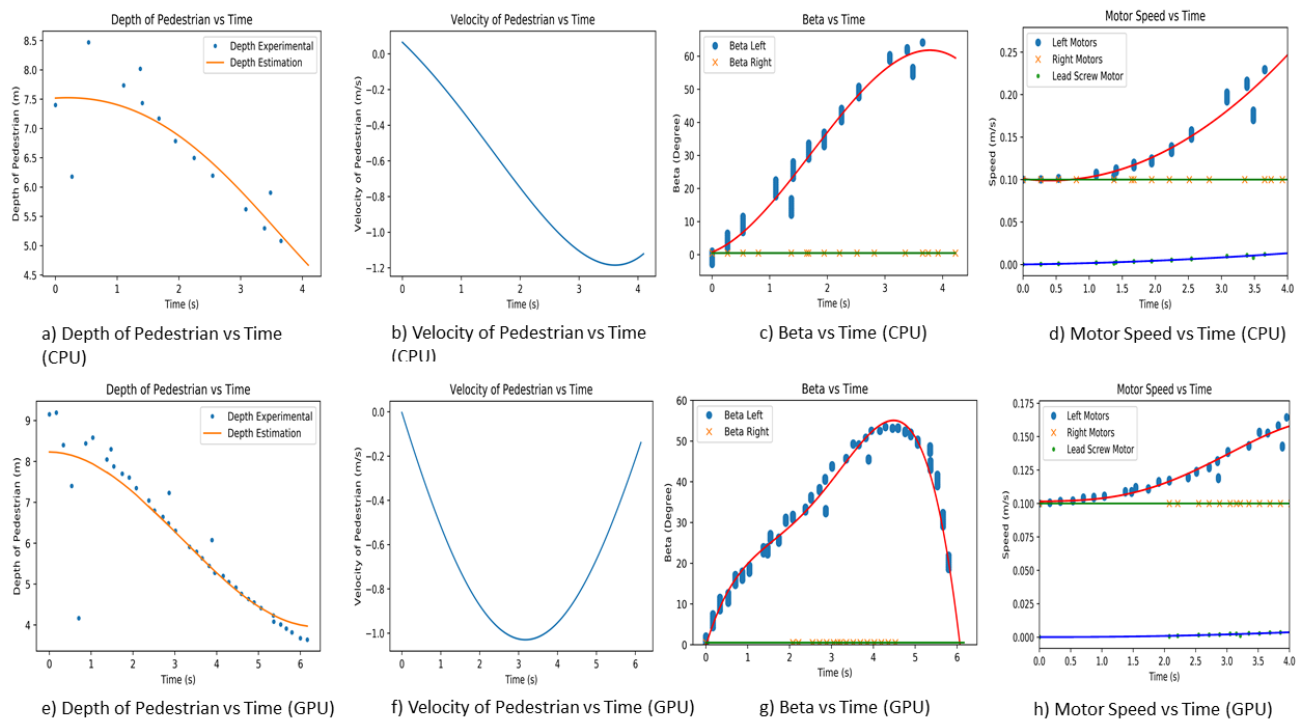 Depth of Pedestrian vs Time
Depth Experimental
Depth Estimation
8.5
8.0
7.5
7.0
6.5
6.0
5.5
5.0
4.5
Depth of Pedestrian (m)
0 1 2 3 4
Time (s)
a) Depth of Pedestrian vs Time
(CPU)
Velocity of Pedestrian vs Time
0.0
−0.2
−0.4
−0.6
−0.8
−1.0
−1.2
Velocity of Pedestrian (m/s)
0 1 2 3 4
Time (s)
b) Velocity of Pedestrian vs Time
(CPU)
Beta vs Time
Beta Left
Beta Right
60
50
40
30
20
10
0
Beta (Degree)
0 1 2 3 4
Time (s)
c) Beta vs Time (CPU)
Motor Speed vs Time
Left Motors
Right Motors
Lead Screw Motor
0.25
0.20
0.15
0.10
0.05
0.00
Speed (m/s)
0.0 0.5 1.0 1.5 2.0 2.5 3.0 3.5 4.0
Time (s)
d) Motor Speed vs Time (CPU)
Depth of Pedestrian vs Time
Depth Experimental
Depth Estimation
9
8
7
6
5
4
Depth of Pedestrian (m)
0 1 2 3 4 5 6
Time (s)
e) Depth of Pedestrian vs Time (GPU)
Velocity of Pedestrian vs Time
0.0
−0.2
−0.4
−0.6
−0.8
−1.0
Velocity of Pedestrian (m/s)
0 1 2 3 4 5 6
Time (s)
f) Velocity of Pedestrian vs Time (GPU)
Beta vs Time
Beta Left
Beta Right
60
50
40
30
20
10
0
Beta (Degree)
0 1 2 3 4 5 6
Time (s)
g) Beta vs Time (GPU)
Motor Speed vs Time
Left Motors
Right Motors
Lead Screw Motor
0.175
0.150
0.125
0.100
0.075
0.050
0.025
0.000
Speed (m/s)
0.0 0.5 1.0 1.5 2.0 2.5 3.0 3.5 4.0
Time (s)
h) Motor Speed vs Time (GPU)